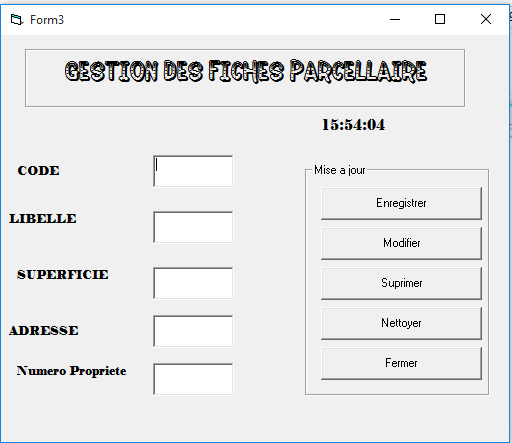 Form3
GESTION DES FICHES PARCELLAIRE
15:54:04
CODE
LIBELLE
SUPERFICIE
ADRESSE
Numero Propriete
Mise a jour
Enregistrer
Modifier
Suprimer
Nettoyer
Fermer